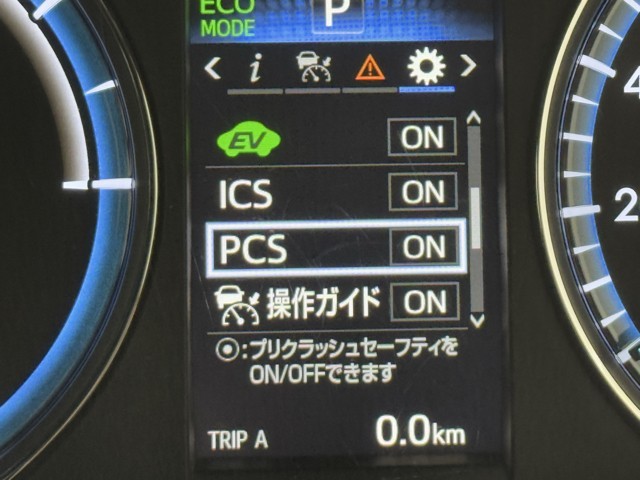 ECO
MODE
P
EV ON
ICS ON
PCS ON
操作ガイド ON
⦿:プリクラッシュセーフティを
ON/OFFできます
TRIP A 0.0km
4
2